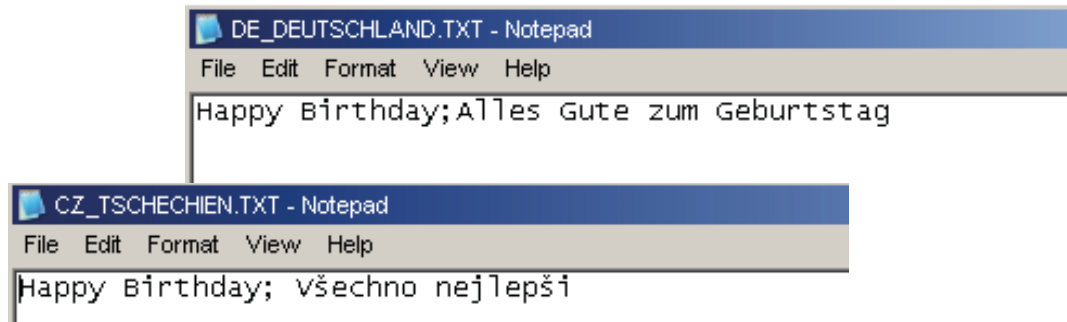 DE_DEUTSCHLAND.TXT - Notepad
File Edit Format View Help
Happy Birthday;Alles Gute zum Geburtstag
CZ_TSCHECHIEN.TXT - Notepad
File Edit Format View Help
Happy Birthday; Všechno nejlepši